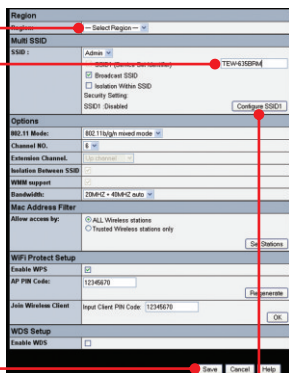 Region
Region: -- Select Region --
Multi SSID
SSID : Admin
SSID1 (Service Set Identifier) TEW-635BRM
Broadcast SSID
Isolation Within SSID
Security Setting:
SSID1 :Disabled Configure SSID1
Options
802.11 Mode: 802.11b/g/n mixed mode
Channel NO. 6
Extension Channel. Up channel
Isolation Between SSID
WMM support
Bandwidth: 20MHZ + 40MHZ auto
Mac Address Filter
Allow access by: ALL Wireless stations
Trusted Wireless stations only
Set Stations
WiFi Protect Setup
Enable WPS
AP PIN Code: 12345670
Regenerate
Join Wireless Client Input Client PIN Code: 12345670
OK
WDS Setup
Enable WDS
Save Cancel Help